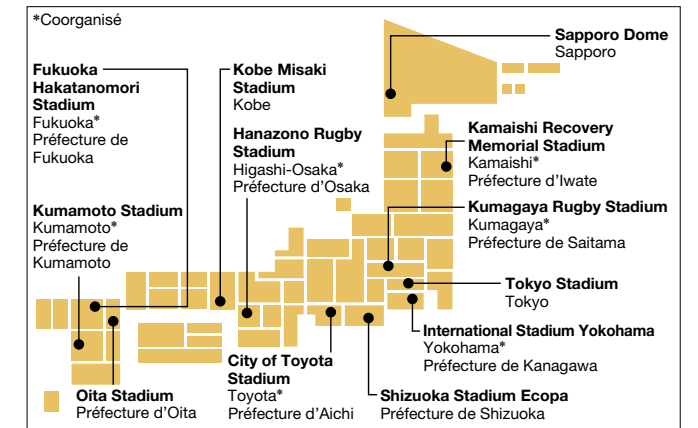 *Coorganisé
Sapporo Dome
Sapporo
Fukuoka
Hakatanomori
Stadium
Fukuoka*
Préfecture de
Fukuoka
Kobe Misaki
Stadium
Kobe
Hanazono Rugby
Stadium
Higashi-Osaka*
Préfecture d'Osaka
Kamaishi Recovery
Memorial Stadium
Kamaishi*
Préfecture d'Iwate
Kumamoto Stadium
Kumamoto*
Préfecture de
Kumamoto
Kumagaya Rugby Stadium
Kumagaya*
Préfecture de Saitama
Tokyo Stadium
Tokyo
International Stadium Yokohama
Yokohama*
Préfecture de Kanagawa
City of Toyota
Stadium
Toyota*
Préfecture d'Aichi
Oita Stadium
Préfecture d'Oita
Shizuoka Stadium Ecopa
Préfecture de Shizuoka